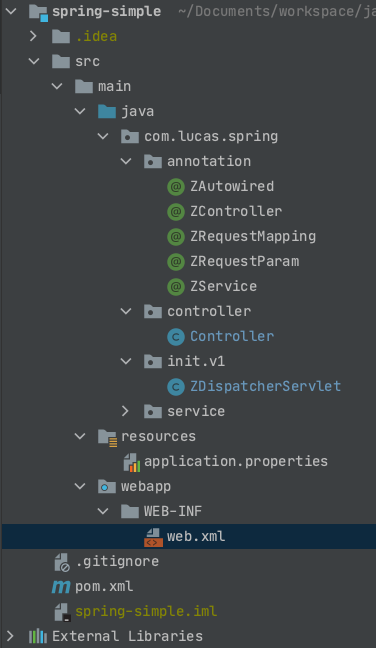 spring-simple ~/Documents/workspace/ja
.idea
src
main
java
com.lucas.spring
annotation
ZAutowired
ZController
ZRequestMapping
ZRequestParam
ZService
controller
Controller
init.v1
ZDispatcherServlet
service
resources
application.properties
webapp
WEB-INF
web.xml
.gitignore
pom.xml
spring-simple.iml
External Libraries